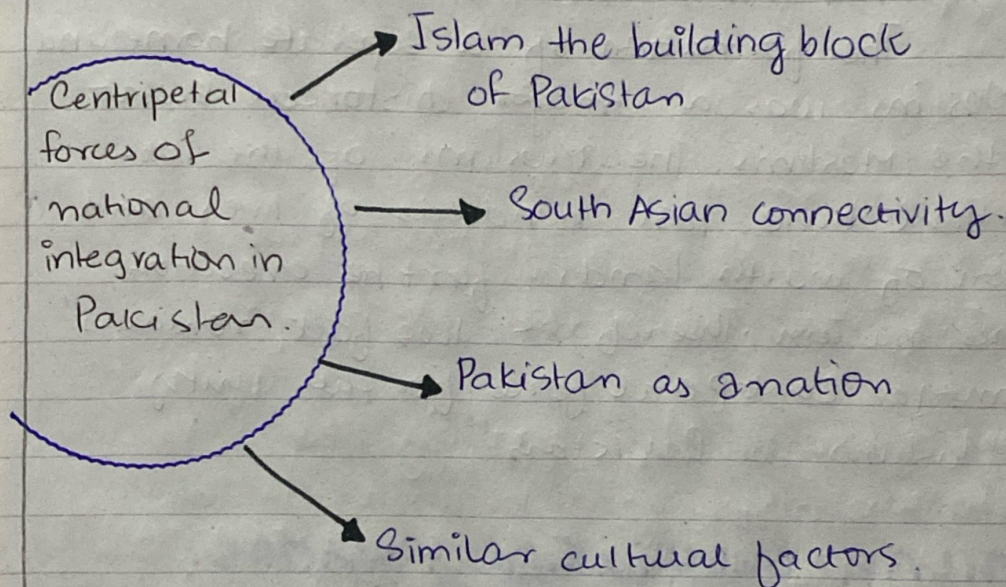 Centripetal
forces of
national
integration in
Pakistan.
Islam the building block
of Pakistan
South Asian connectivity.
Pakistan as a nation
Similar cultural factors.